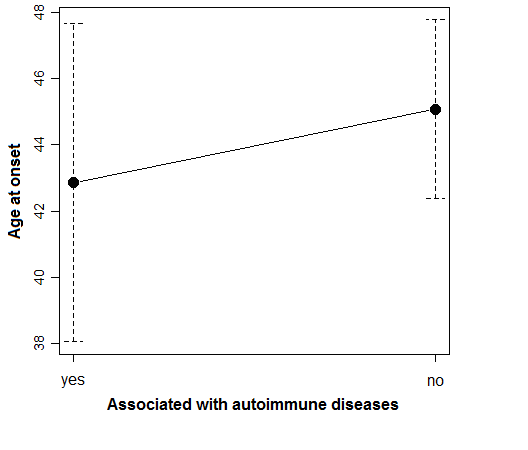 48
46
44
42
40
38
Age at onset
yes no
Associated with autoimmune diseases